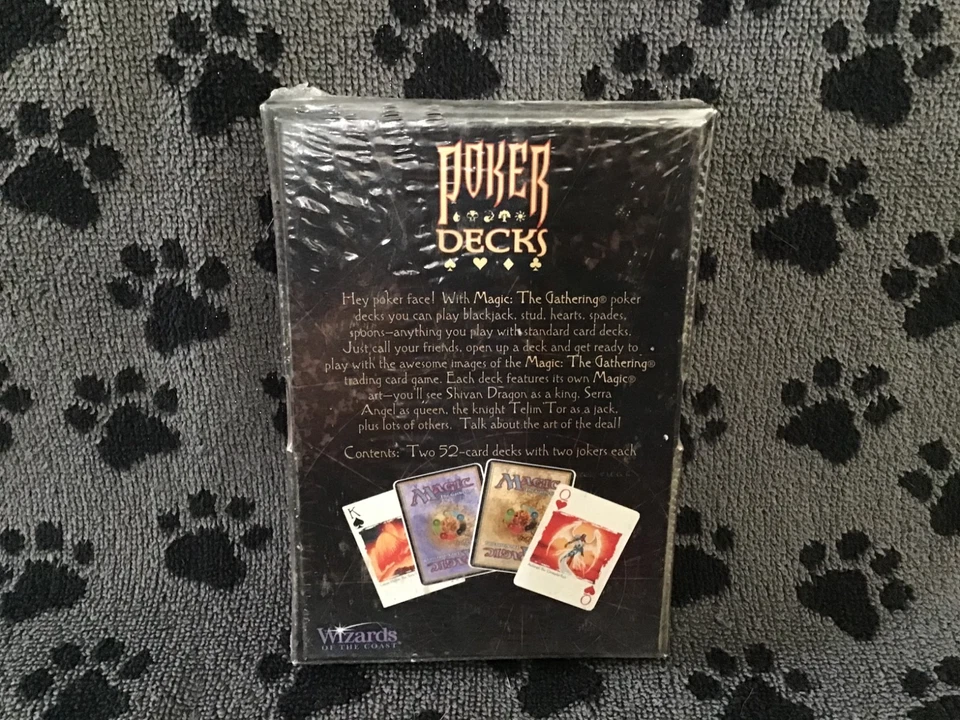 POKER
DECKS
Hey poker face! With Magic: The Gathering® poker
decks you can play blackjack, stud, hearts, spades,
spoons—anything you play with standard card decks.
Just call your friends, open up a deck and get ready to
play with the awesome images of the Magic: The Gathering®
trading card game. Each deck features its own Magic®
art—you'll see Shivan Dragon as a king, Serra
Angel as queen, the knight Telim'Tor as a jack,
plus lots of others. Talk about the art of the deal!
Contents: Two 52-card decks with two jokers each
K
MAGIC
MAGIC
Q
Q
Wizards
OF THE COAST